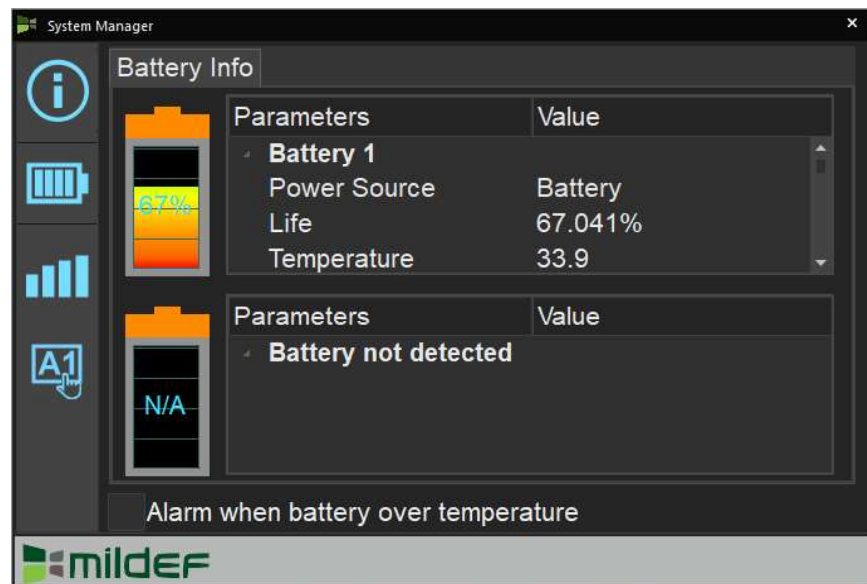 System Manager
Battery Info
Parameters Value
Battery 1
Power Source Battery
67%
Life 67.041%
Temperature 33.9
Parameters Value
Battery not detected
N/A
A1
Alarm when battery over temperature
mildef